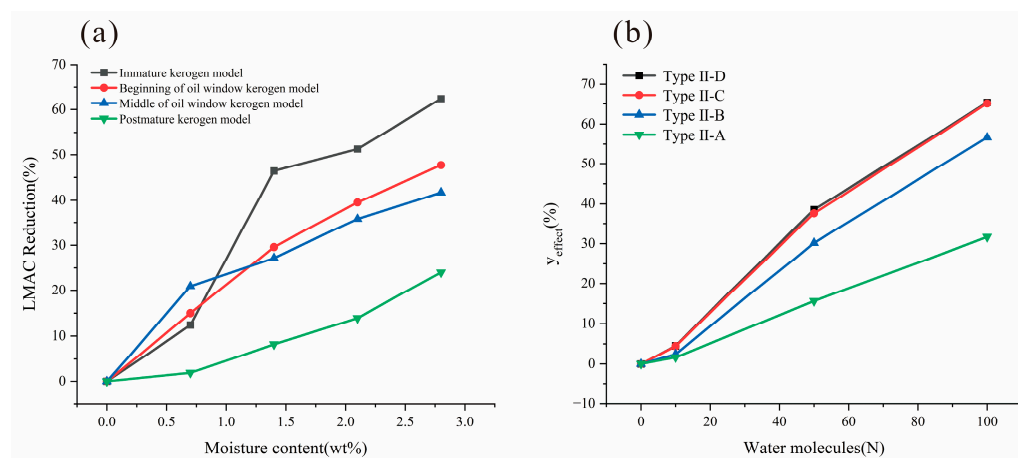 (a)
70
60
50
40
30
20
10
0
LMAC Reduction(%)
Immature kerogen model
Beginning of oil window kerogen model
Middle of oil window kerogen model
Postmature kerogen model
0.0 0.5 1.0 1.5 2.0 2.5 3.0
Moisture content(wt%)
(b)
70
60
50
40
30
20
10
0
−10
yeffect(%)
Type II-D
Type II-C
Type II-B
Type II-A
0 20 40 60 80 100
Water molecules(N)